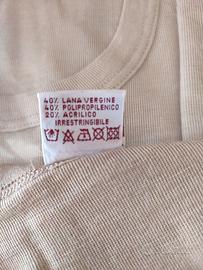 40% LANA VERGINE
40% POLIPROPILENICO
20% ACRILICO
IRRESTRINGIBILE